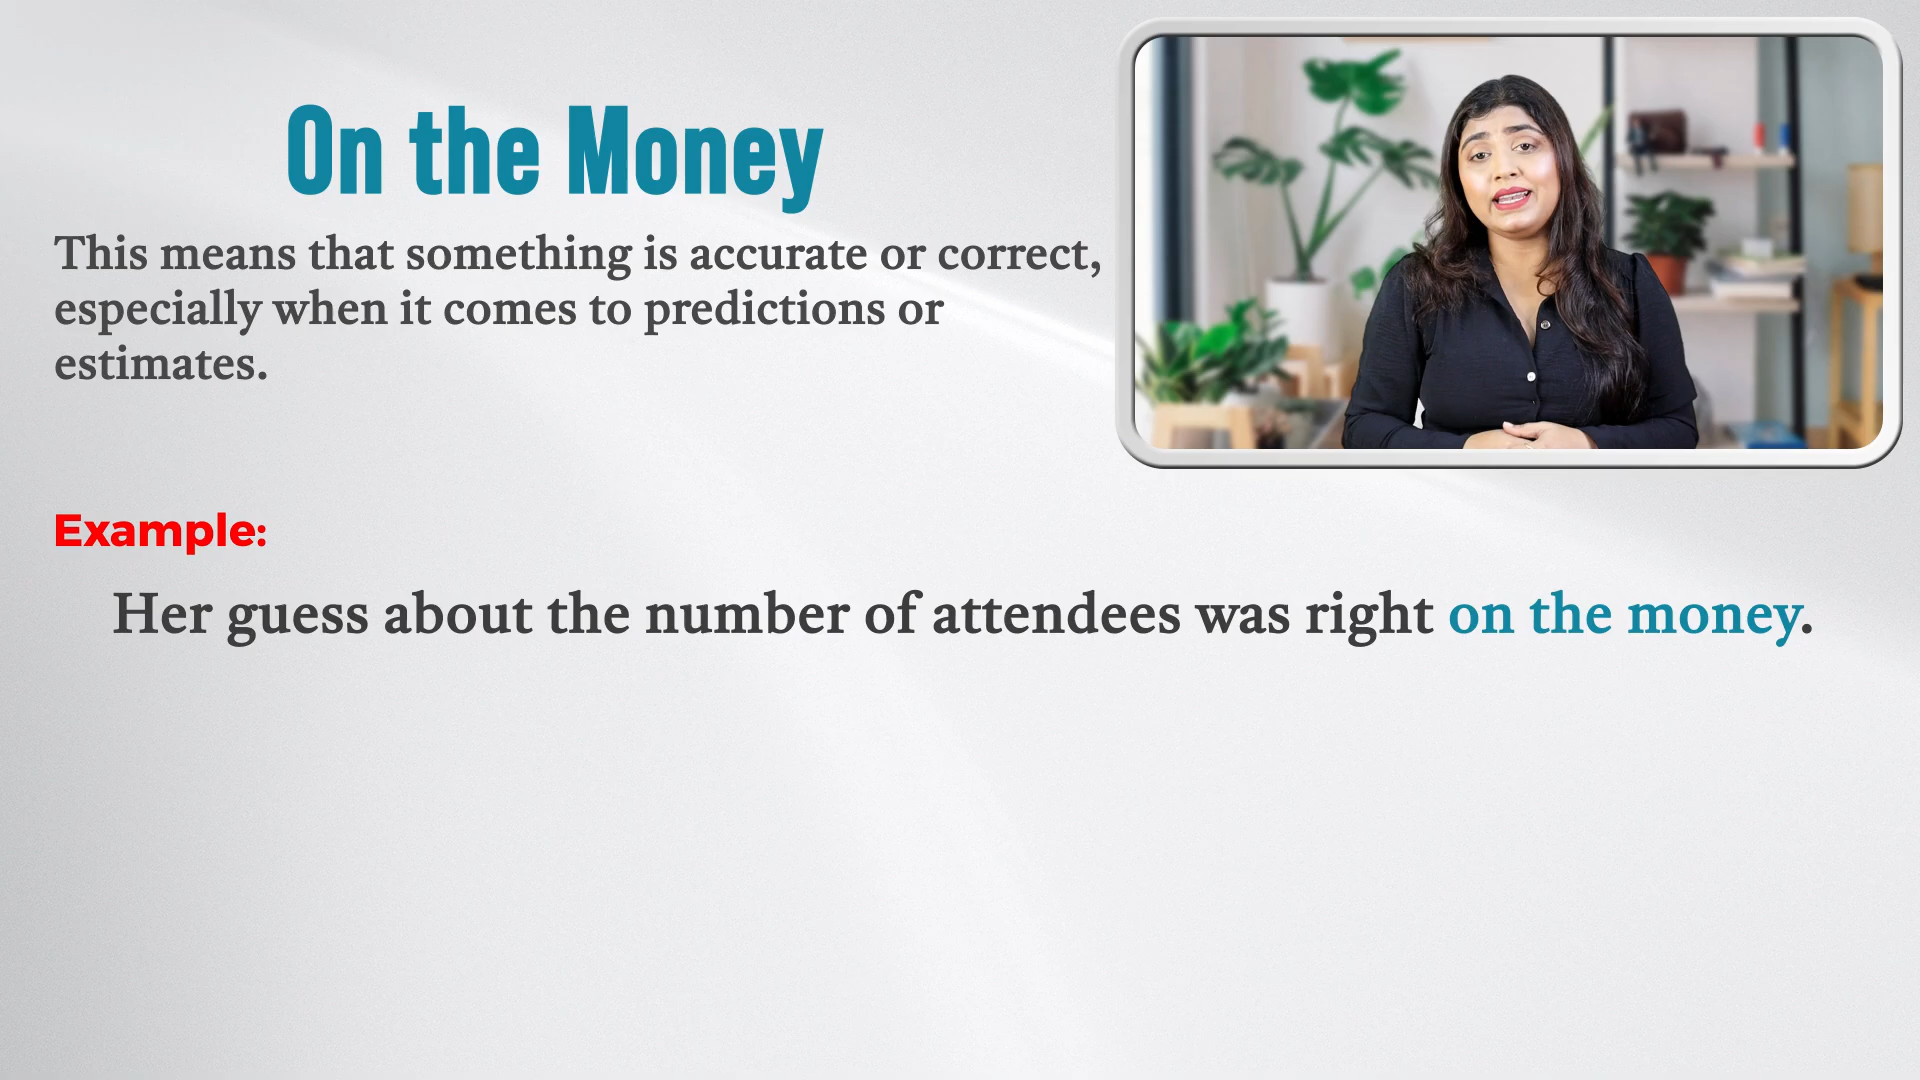 On the Money
This means that something is accurate or correct,
especially when it comes to predictions or
estimates.
Example:
Her guess about the number of attendees was right on the money.